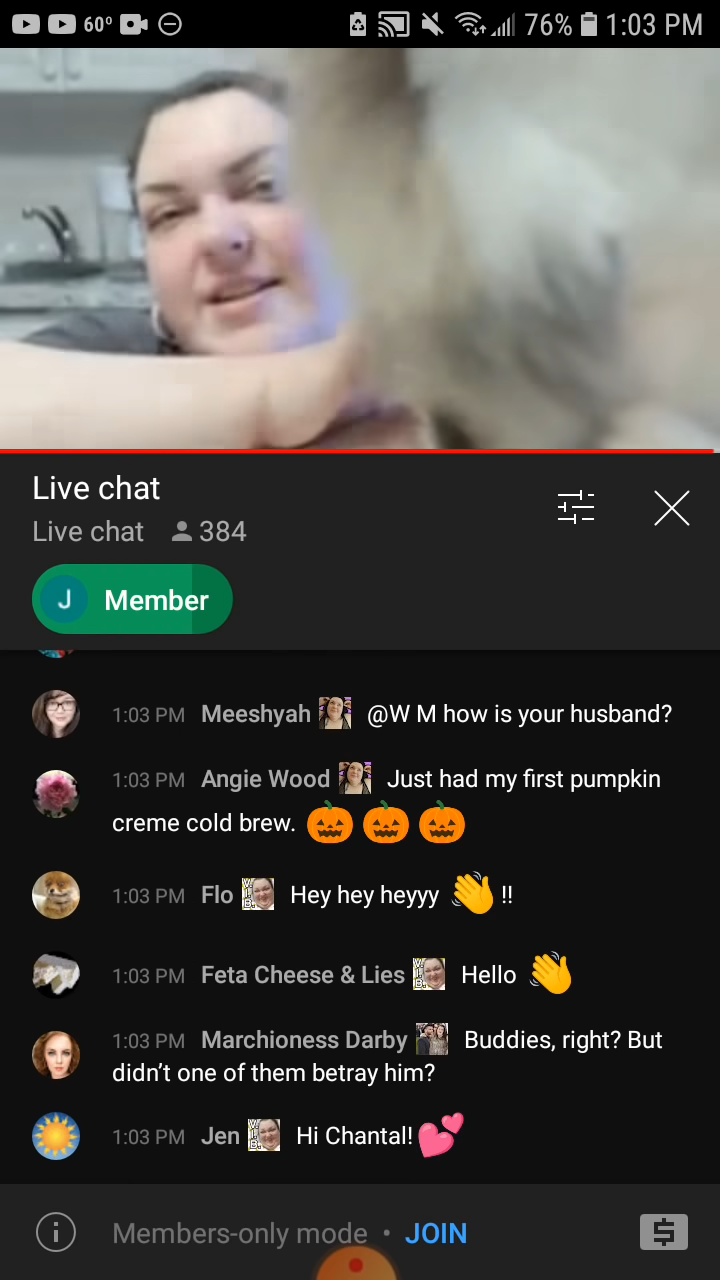 60° 76% 1:03 PM
Live chat
Live chat 384
J Member
1:03 PM Meeshyah @W M how is your husband?
1:03 PM Angie Wood Just had my first pumpkin
creme cold brew. 🎃🎃🎃
1:03 PM Flo Hey hey heyyy 👋 !!
1:03 PM Feta Cheese & Lies Hello 👋
1:03 PM Marchioness Darby Buddies, right? But
didn’t one of them betray him?
1:03 PM Jen Hi Chantal! 💕
Members-only mode • JOIN